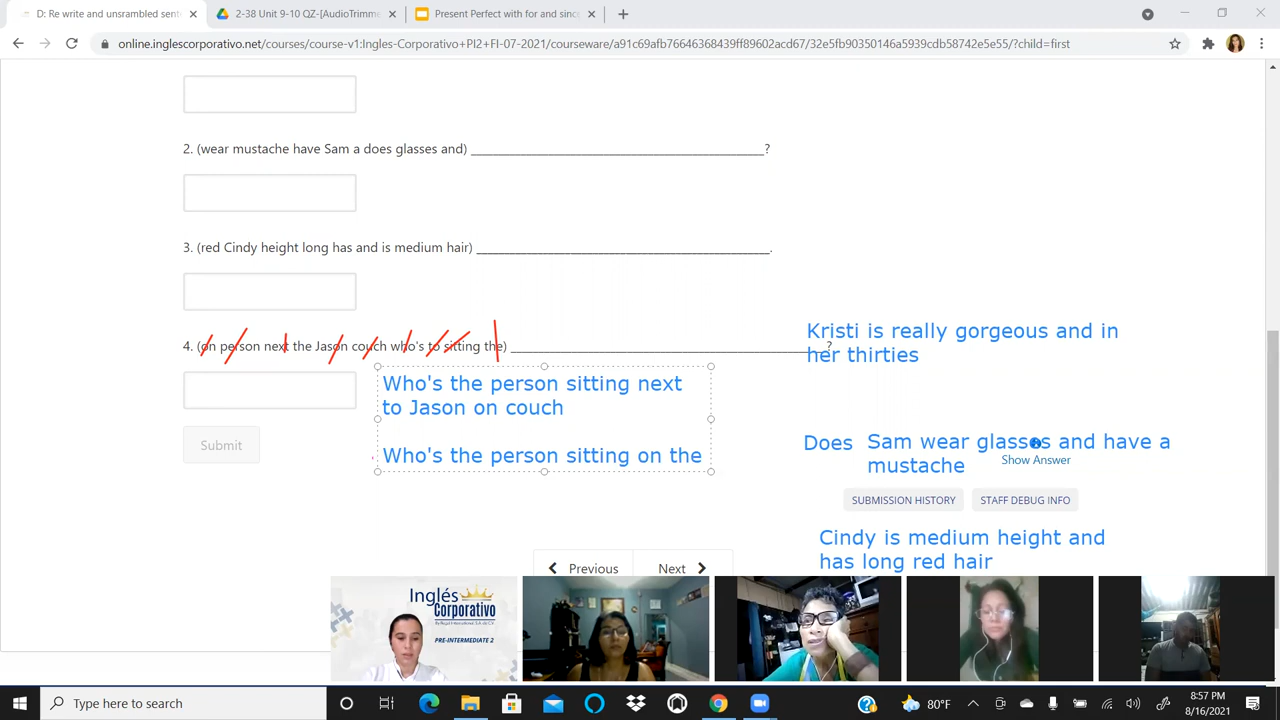 D: Re write and unsrambled sent
2-38 Unit 9-10 QZ-[AudioTrimme
Present Perfect with for and sinc
online.inglescorporativo.net/courses/course-v1:Ingles-Corporativo+PI2+FI-07-2021/courseware/a91c69afb76646368439ff89602acd67/32e5fb90350146a5939cdb58742e5e55/?child=first
2. (wear mustache have Sam a does glasses and) ____________________?
3. (red Cindy height long has and is medium hair) ____________________.
4. (on person next the Jason couch who's to sitting the) ____________________?
Kristi is really gorgeous and in
her thirties
Who's the person sitting next
to Jason on couch
Who's the person sitting on the
Submit
Does Sam wear glasses and have a
mustache
Show Answer
SUBMISSION HISTORY
STAFF DEBUG INFO
Cindy is medium height and
has long red hair
Previous
Next
Inglés
Corporativo
PRE-INTERMEDIATE 2
Type here to search
80°F
8:57 PM
8/16/2021